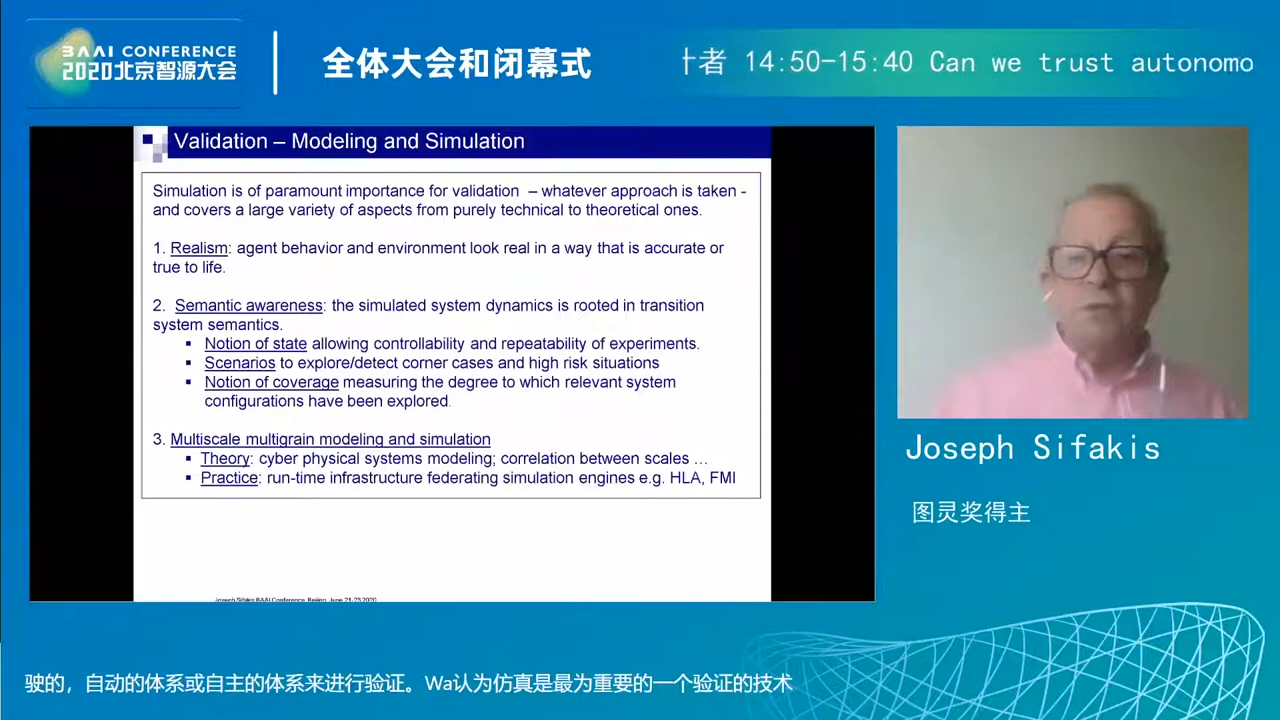 BAAI CONFERENCE
2020北京智源大会
全体大会和闭幕式
者 14:50-15:40 Can we trust autonomo
Validation – Modeling and Simulation
Simulation is of paramount importance for validation – whatever approach is taken -
and covers a large variety of aspects from purely technical to theoretical ones.
1. Realism: agent behavior and environment look real in a way that is accurate or
true to life.
2. Semantic awareness: the simulated system dynamics is rooted in transition
system semantics.
▪ Notion of state allowing controllability and repeatability of experiments.
▪ Scenarios to explore/detect corner cases and high risk situations
▪ Notion of coverage measuring the degree to which relevant system
configurations have been explored.
3. Multiscale multigrain modeling and simulation
▪ Theory: cyber physical systems modeling; correlation between scales …
▪ Practice: run-time infrastructure federating simulation engines e.g. HLA, FMI
Joseph Sifakis BAAI Conference, Beijing, June 21-23 2020
Joseph Sifakis
图灵奖得主
驶的，自动的体系或自主的体系来进行验证。Wa认为仿真是最为重要的一个验证的技术